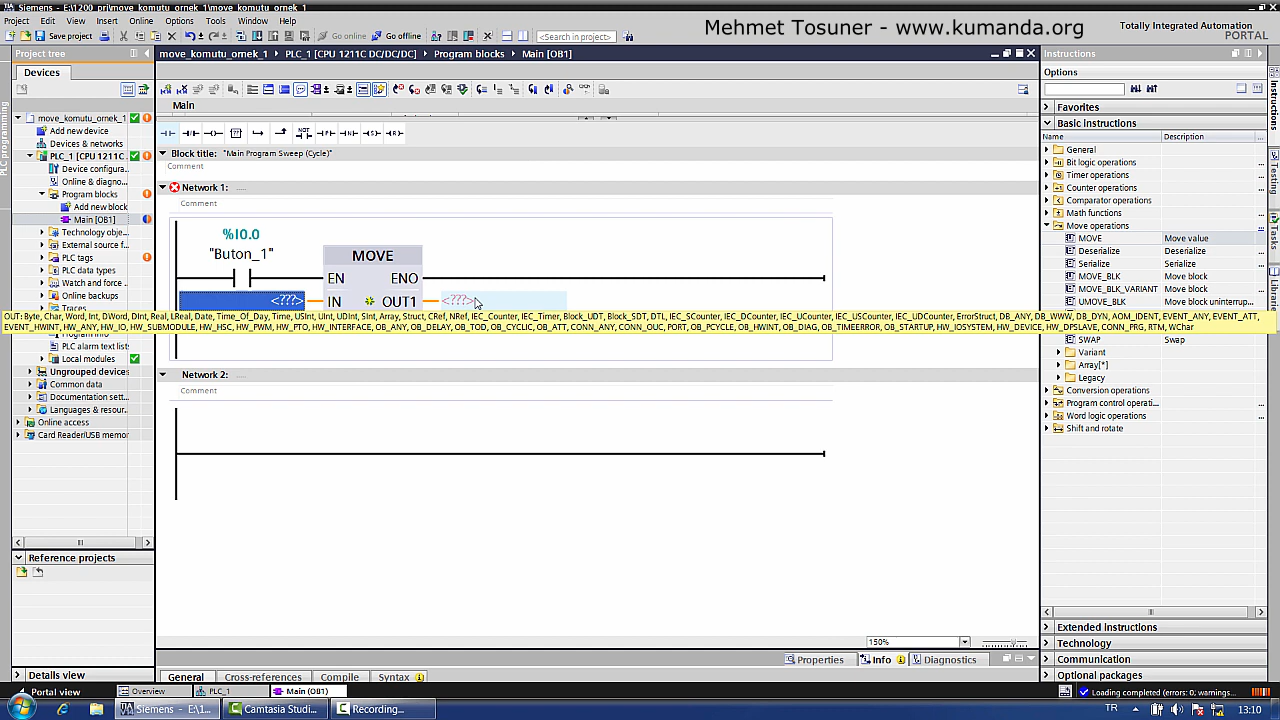 Siemens - E:\1200_prj\move_komutu_ornek_1\move_komutu_ornek_1
Mehmet Tosuner - www.kumanda.org
Project Edit View Insert Online Options Tools Window Help
Totally Integrated Automation
PORTAL
Save project
Go online
Go offline
<Search in project>
Project tree
move_komutu_ornek_1 PLC_1 [CPU 1211C DC/DC/DC] Program blocks Main [OB1]
Instructions
Devices
Options
Main
Favorites
Basic instructions
Name Description
move_komutu_ornek_1
Add new device
Devices & networks
PLC_1 [CPU 1211C
Device configura...
Online & diagno...
Program blocks
Add new block
Main [OB1]
Technology obje...
External source f...
PLC tags
PLC data types
Watch and force
Online backups
Traces
PLC alarm text lists
Local modules
Ungrouped devices
Common data
Documentation sett...
Languages & resour...
Online access
Card Reader/USB memor
Block title: "Main Program Sweep (Cycle)"
Comment
Network 1: .....
Comment
%I0.0
"Buton_1"
MOVE
EN ENO
<???> IN OUT1 <???>
OUT: Byte, Char, Word, Int, DWord, DInt, Real, LReal, Date, Time_Of_Day, Time, USInt, UInt, UDInt, SInt, Array, Struct, CRef, NRef, IEC_Counter, IEC_Timer, Block_UDT, Block_SDT, DTL, IEC_SCounter, IEC_DCounter, IEC_UCounter, IEC_USCounter, IEC_UDCounter, ErrorStruct, DB_ANY, DB_WWW, DB_DYN, AOM_IDENT, EVENT_ANY, EVENT_ATT,
EVENT_HWINT, HW_ANY, HW_IO, HW_SUBMODULE, HW_HSC, HW_PWM, HW_PTO, HW_INTERFACE, OB_ANY, OB_DELAY, OB_TOD, OB_CYCLIC, OB_ATT, CONN_ANY, CONN_OUC, PORT, OB_PCYCLE, OB_HWINT, OB_DIAG, OB_TIMEERROR, OB_STARTUP, HW_IOSYSTEM, HW_DEVICE, HW_DPSLAVE, CONN_PRG, RTM, WChar
Network 2: .....
Comment
General
Bit logic operations
Timer operations
Counter operations
Comparator operations
Math functions
Move operations
MOVE Move value
Deserialize Deserialize
Serialize Serialize
MOVE_BLK Move block
MOVE_BLK_VARIANT Move block
UMOVE_BLK Move block uninterrup...
SWAP Swap
Variant
Array[*]
Legacy
Conversion operations
Program control operati...
Word logic operations
Shift and rotate
Reference projects
150%
Extended instructions
Technology
Communication
Optional packages
Properties Info Diagnostics
Details view
General Cross-references Compile Syntax
Portal view Overview PLC_1 Main (OB1)
Loading completed (errors: 0; warnings...
Siemens - E:\1...
Camtasia Studi...
Recording...
TR
13:10
PLC programming
Instructions
Testing
Tasks
Libraries